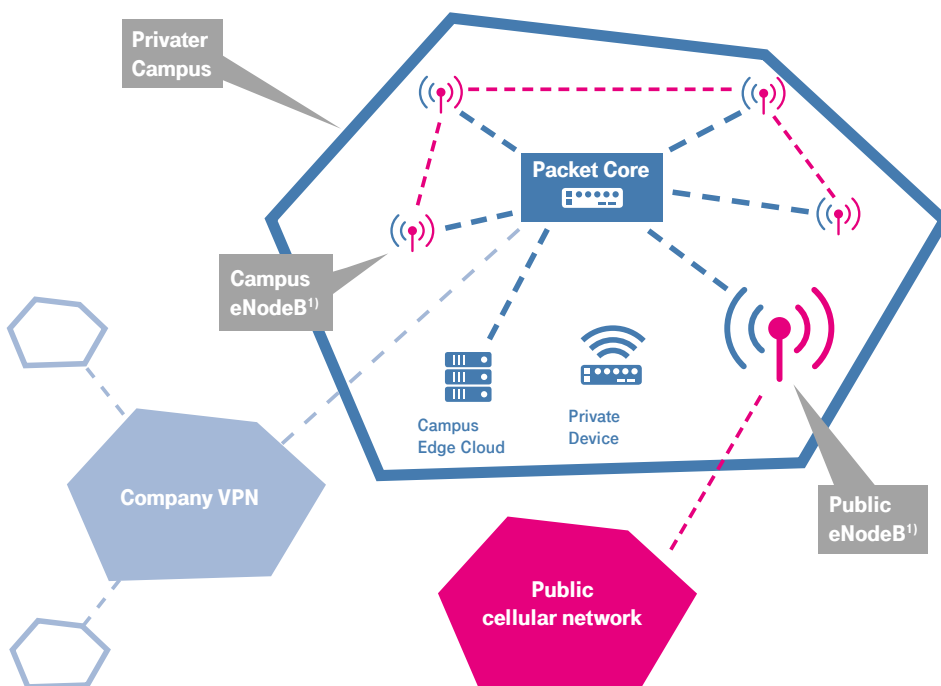 Privater
Campus
Packet Core
Campus
eNodeB¹⁾
Campus
Edge Cloud
Private
Device
Company VPN
Public
eNodeB¹⁾
Public
cellular network